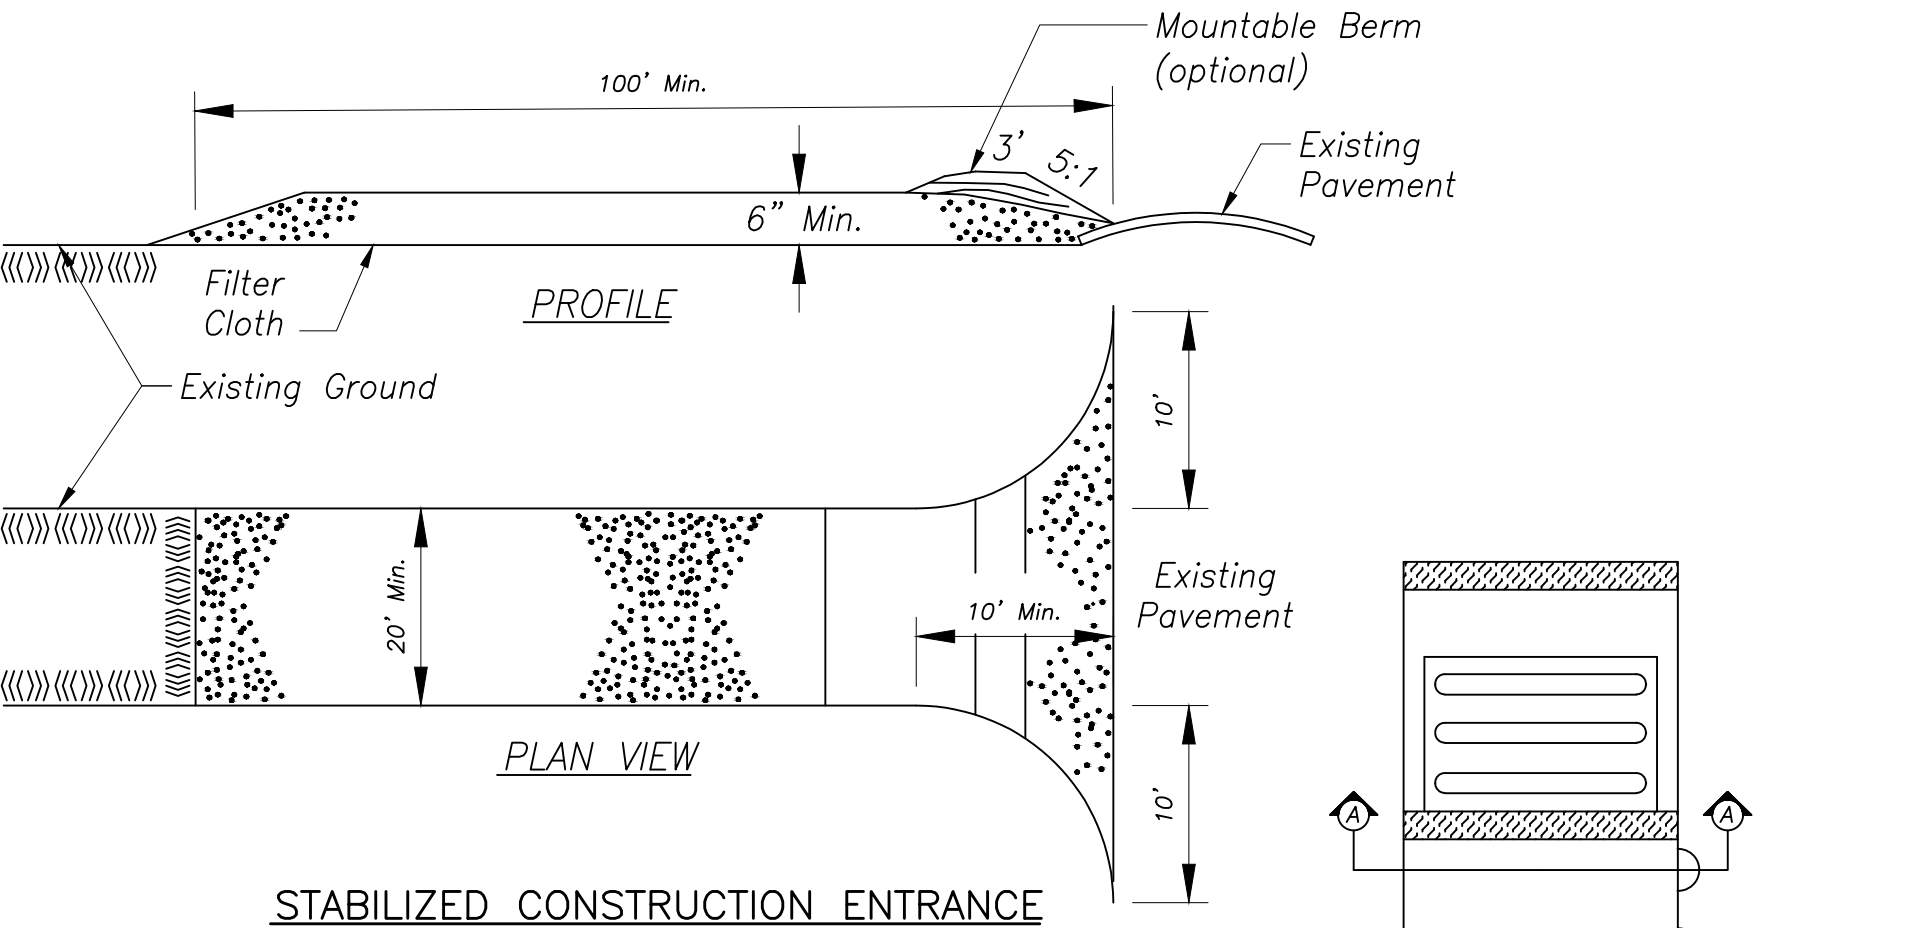 Mountable Berm
(optional)
100' Min.
3'
5:1
Existing
Pavement
6" Min.
Filter
Cloth
PROFILE
Existing Ground
10'
20' Min.
10' Min.
Existing
Pavement
10'
PLAN VIEW
A
A
STABILIZED CONSTRUCTION ENTRANCE